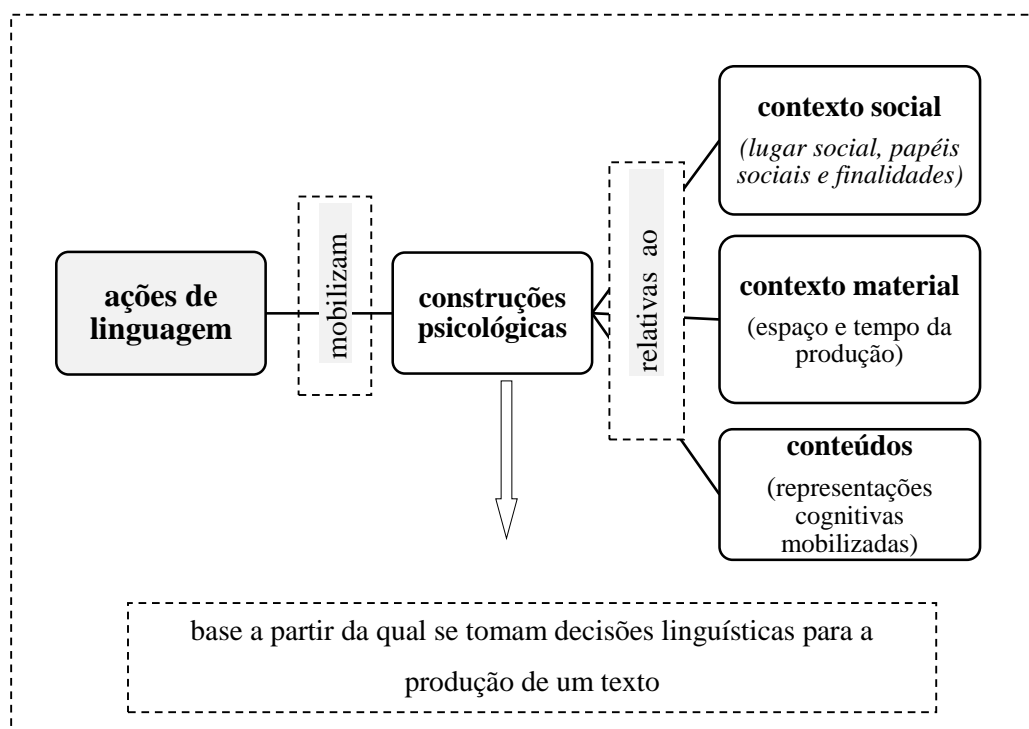 ações de
linguagem
mobilizam
construções
psicológicas
relativas ao
contexto social
(lugar social, papéis
sociais e finalidades)
contexto material
(espaço e tempo da
produção)
conteúdos
(representações
cognitivas
mobilizadas)
base a partir da qual se tomam decisões linguísticas para a
produção de um texto